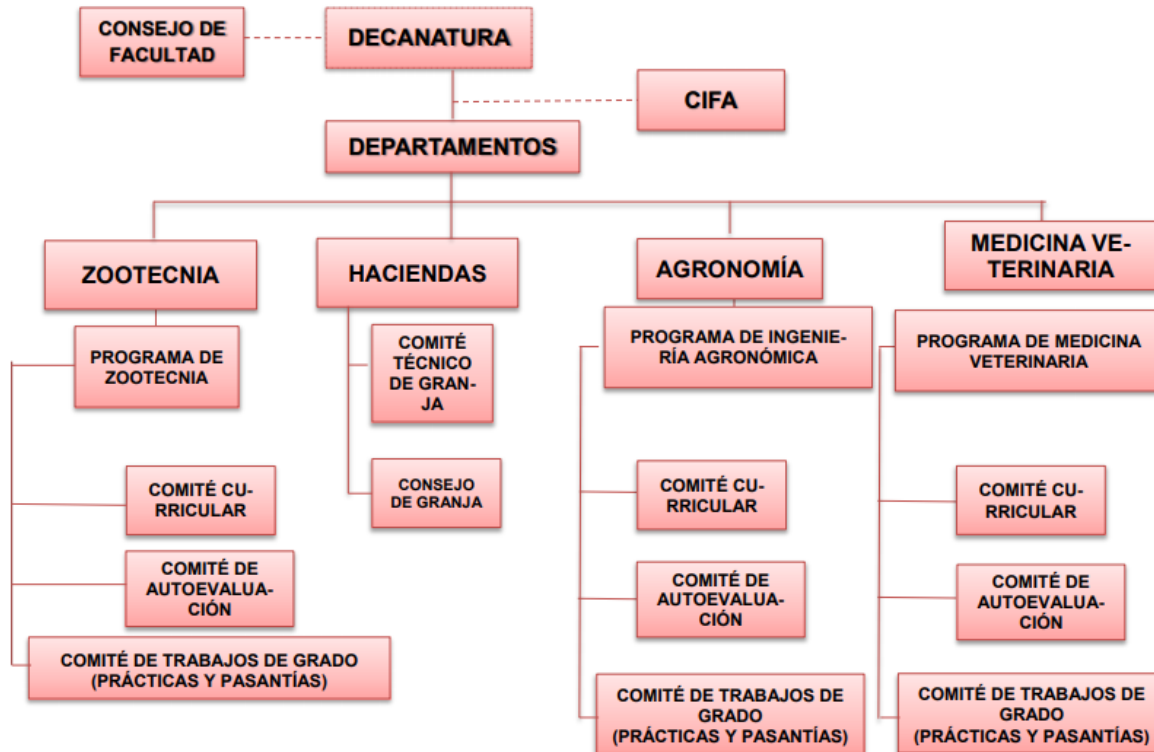 CONSEJO DE
FACULTAD
DECANATURA
CIFA
DEPARTAMENTOS
ZOOTECNIA
HACIENDAS
AGRONOMÍA
MEDICINA VE-
TERINARIA
PROGRAMA DE
ZOOTECNIA
COMITÉ
TÉCNICO
DE GRAN-
JA
PROGRAMA DE INGENIE-
RÍA AGRONÓMICA
PROGRAMA DE MEDICINA
VETERINARIA
COMITÉ CU-
RRICULAR
CONSEJO
DE GRANJA
COMITÉ CU-
RRICULAR
COMITÉ CU-
RRICULAR
COMITÉ DE
AUTOEVALUA-
CIÓN
COMITÉ DE
AUTOEVALUA-
CIÓN
COMITÉ DE
AUTOEVALUA-
CIÓN
COMITÉ DE TRABAJOS DE GRADO
(PRÁCTICAS Y PASANTÍAS)
COMITÉ DE TRABAJOS DE
GRADO
(PRÁCTICAS Y PASANTÍAS)
COMITÉ DE TRABAJOS DE
GRADO
(PRÁCTICAS Y PASANTÍAS)